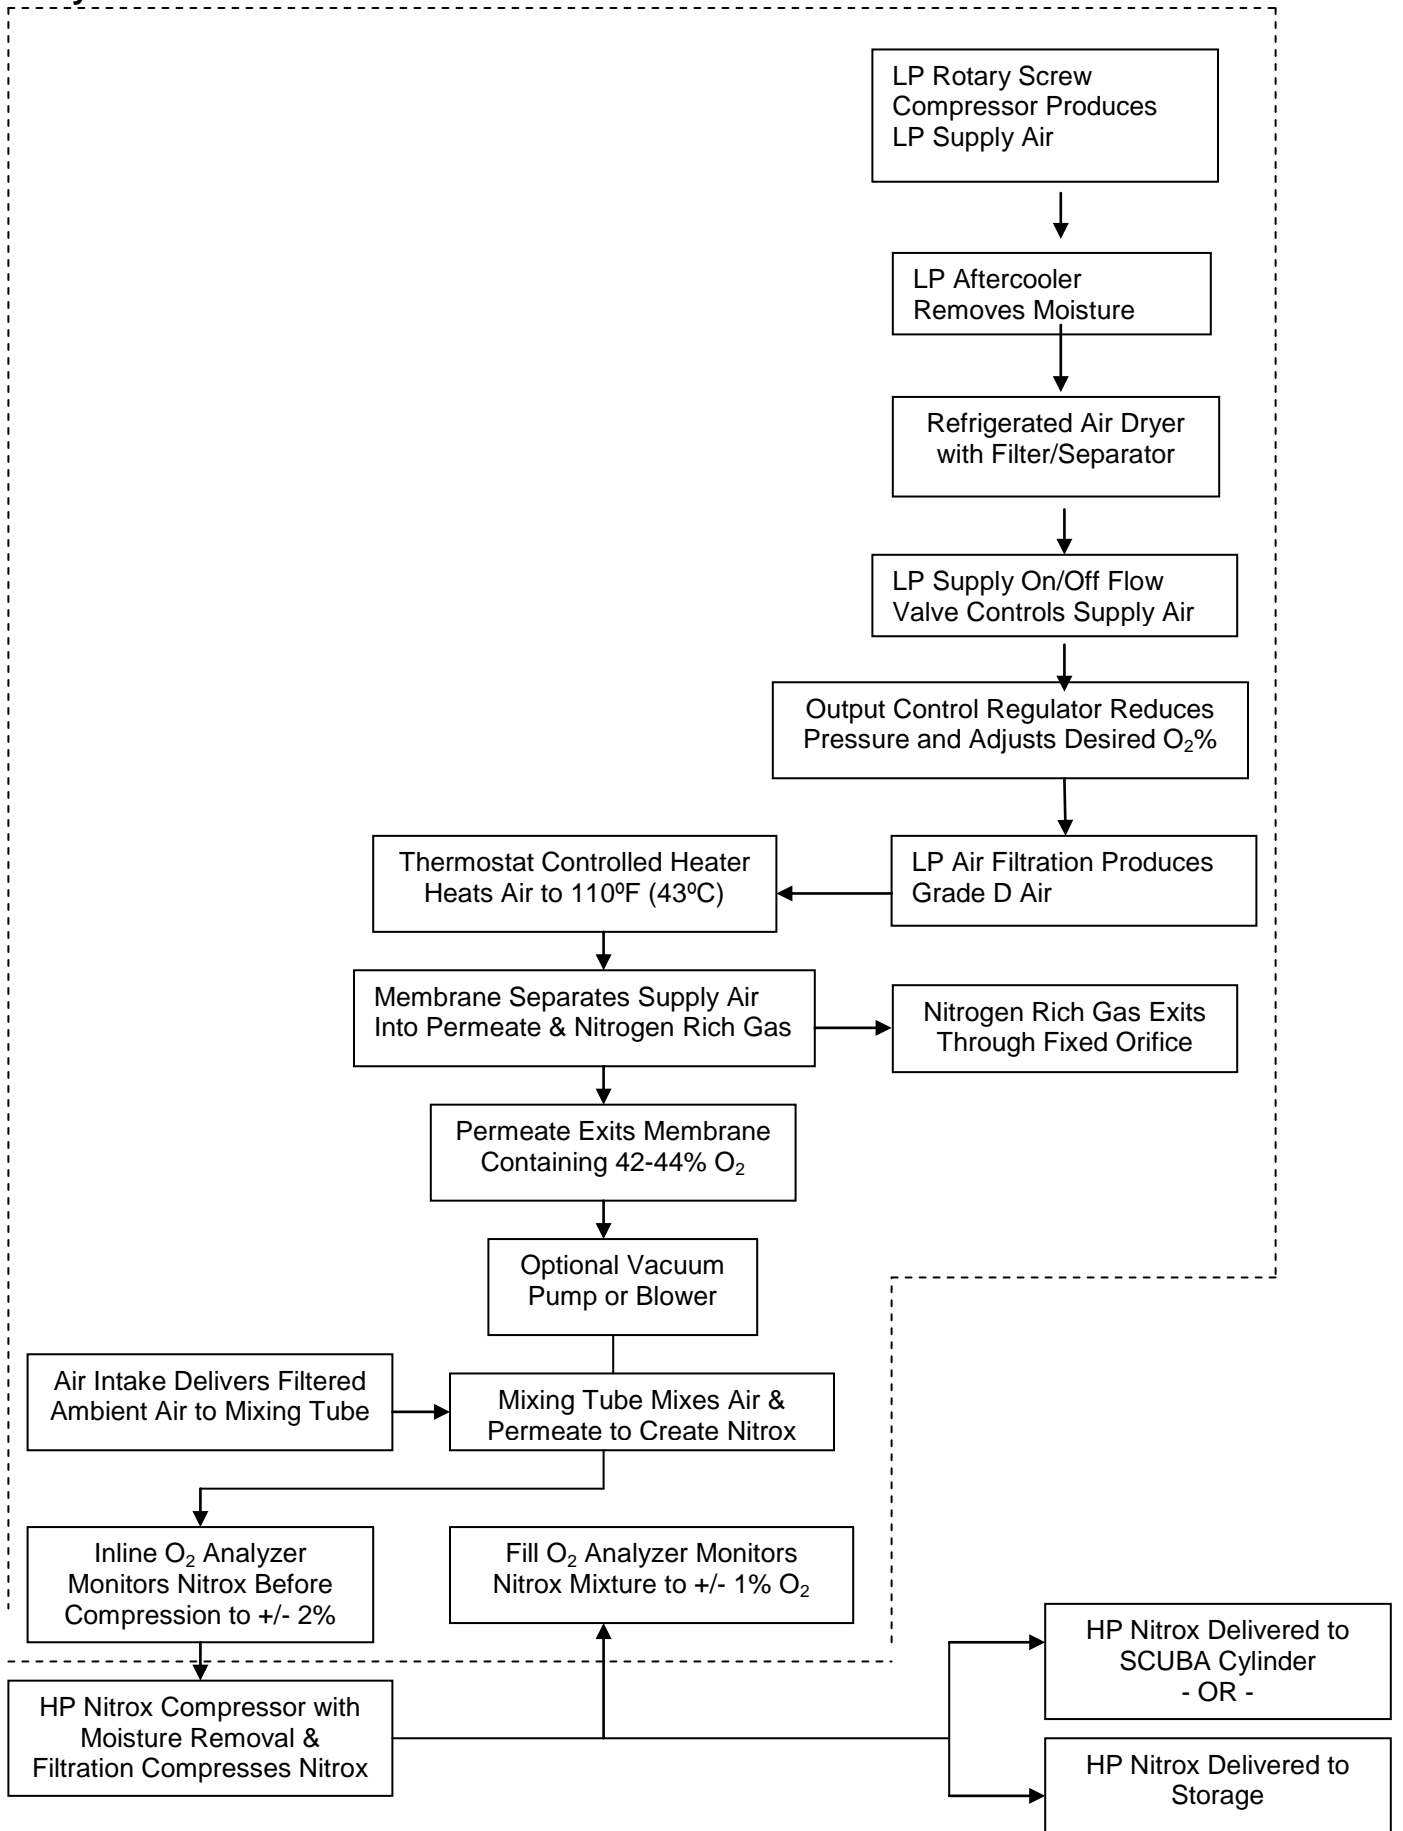 LP Rotary Screw
Compressor Produces
LP Supply Air
LP Aftercooler
Removes Moisture
Refrigerated Air Dryer
with Filter/Separator
LP Supply On/Off Flow
Valve Controls Supply Air
Output Control Regulator Reduces
Pressure and Adjusts Desired O₂%
Thermostat Controlled Heater
Heats Air to 110ºF (43ºC)
LP Air Filtration Produces
Grade D Air
Membrane Separates Supply Air
Into Permeate & Nitrogen Rich Gas
Nitrogen Rich Gas Exits
Through Fixed Orifice
Permeate Exits Membrane
Containing 42-44% O₂
Optional Vacuum
Pump or Blower
Air Intake Delivers Filtered
Ambient Air to Mixing Tube
Mixing Tube Mixes Air &
Permeate to Create Nitrox
Inline O₂ Analyzer
Monitors Nitrox Before
Compression to +/- 2%
Fill O₂ Analyzer Monitors
Nitrox Mixture to +/- 1% O₂
HP Nitrox Compressor with
Moisture Removal &
Filtration Compresses Nitrox
HP Nitrox Delivered to
SCUBA Cylinder
- OR -
HP Nitrox Delivered to
Storage